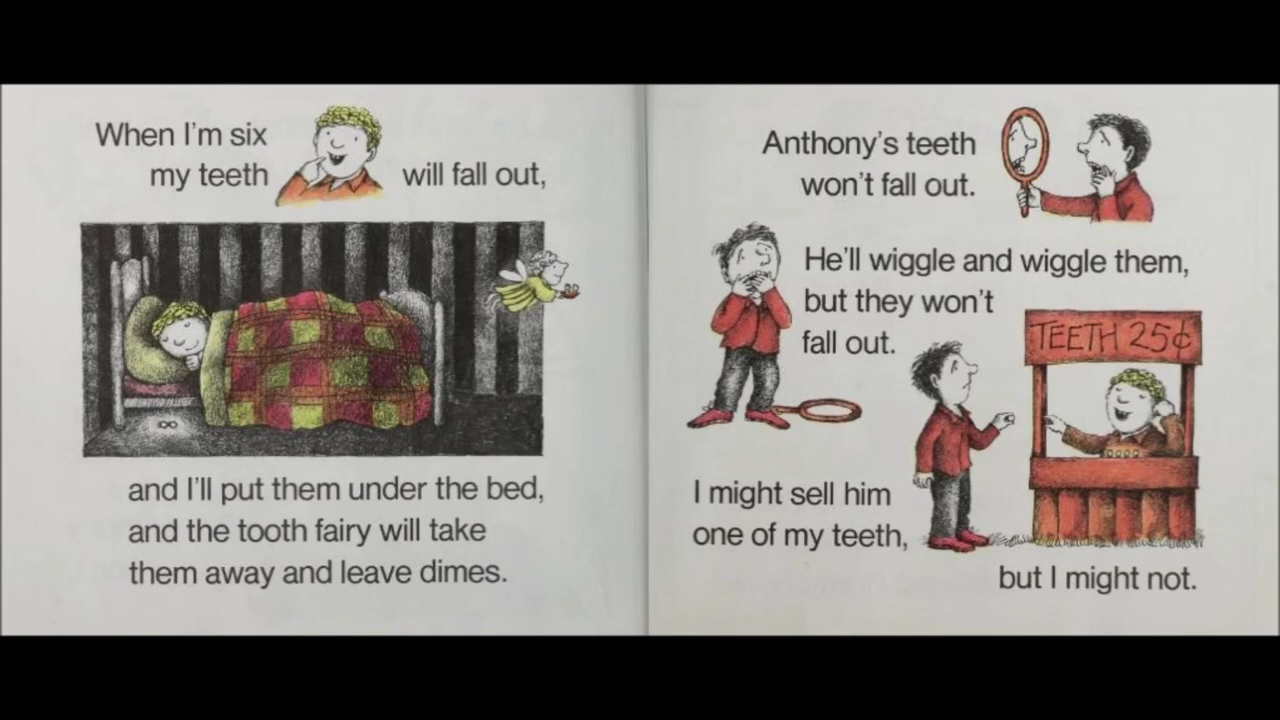 When I'm six
my teeth will fall out,
and I'll put them under the bed,
and the tooth fairy will take
them away and leave dimes.
Anthony's teeth
won't fall out.
He'll wiggle and wiggle them,
but they won't
fall out.
TEETH 25¢
I might sell him
one of my teeth,
but I might not.